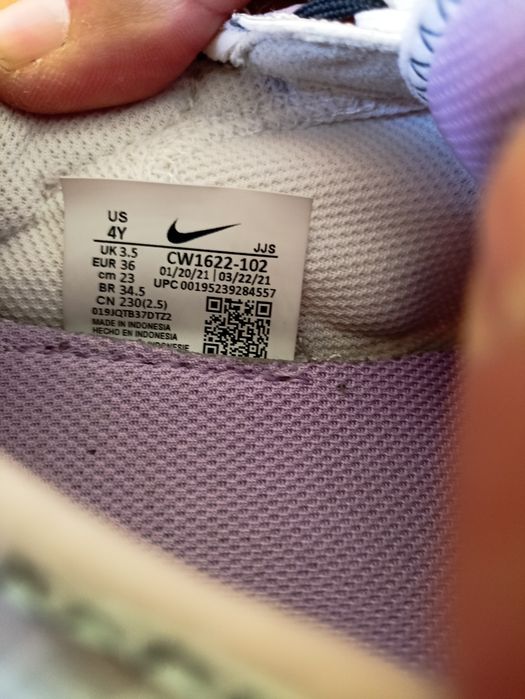 US
4Y
JJS
UK 3.5
EUR 36
cm 23
BR 34.5
CN 230(2.5)
CW1622-102
01/20/21 | 03/22/21
UPC 00195239284557
019JQTB37DTZ2
MADE IN INDONESIA
HECHO EN INDONESIA